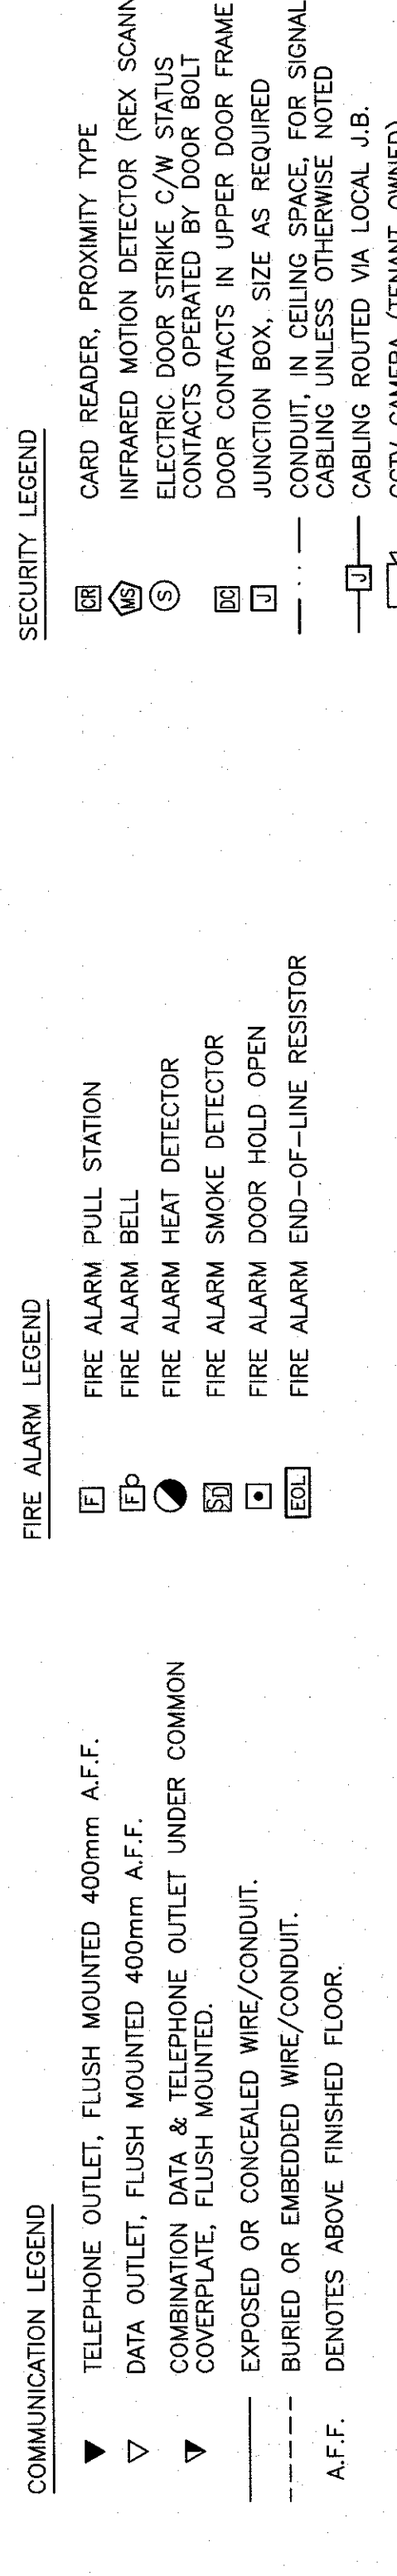 COMMUNICATION LEGEND
TELEPHONE OUTLET, FLUSH MOUNTED 400mm A.F.F.
DATA OUTLET, FLUSH MOUNTED 400mm A.F.F.
COMBINATION DATA & TELEPHONE OUTLET UNDER COMMON
COVERPLATE, FLUSH MOUNTED.
EXPOSED OR CONCEALED WIRE/CONDUIT.
BURIED OR EMBEDDED WIRE/CONDUIT.
A.F.F. DENOTES ABOVE FINISHED FLOOR.
FIRE ALARM LEGEND
F FIRE ALARM PULL STATION
F FIRE ALARM BELL
FIRE ALARM HEAT DETECTOR
SD FIRE ALARM SMOKE DETECTOR
FIRE ALARM DOOR HOLD OPEN
EOL FIRE ALARM END-OF-LINE RESISTOR
SECURITY LEGEND
CR CARD READER, PROXIMITY TYPE
MS INFRARED MOTION DETECTOR (REX SCANN
S ELECTRIC DOOR STRIKE C/W STATUS
CONTACTS OPERATED BY DOOR BOLT
DC DOOR CONTACTS IN UPPER DOOR FRAME
J JUNCTION BOX, SIZE AS REQUIRED
CONDUIT, IN CEILING SPACE, FOR SIGNAL
CABLING UNLESS OTHERWISE NOTED
J CABLING ROUTED VIA LOCAL J.B.
CCTV CAMERA (TENANT OWNED)